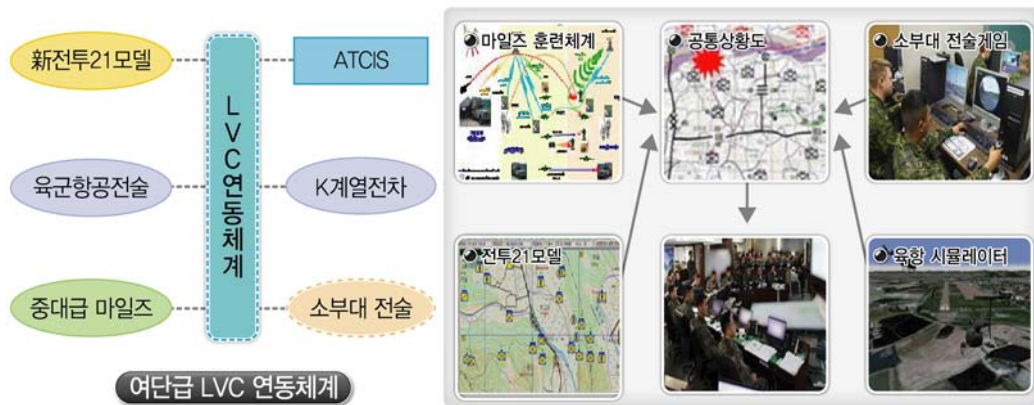 新전투21모델
ATCIS
육군항공전술
K계열전차
중대급 마일즈
소부대 전술
LVC연동체계
여단급 LVC 연동체계
마일즈 훈련체계
공통상황도
소부대 전술게임
전투21모델
육항 시뮬레이터